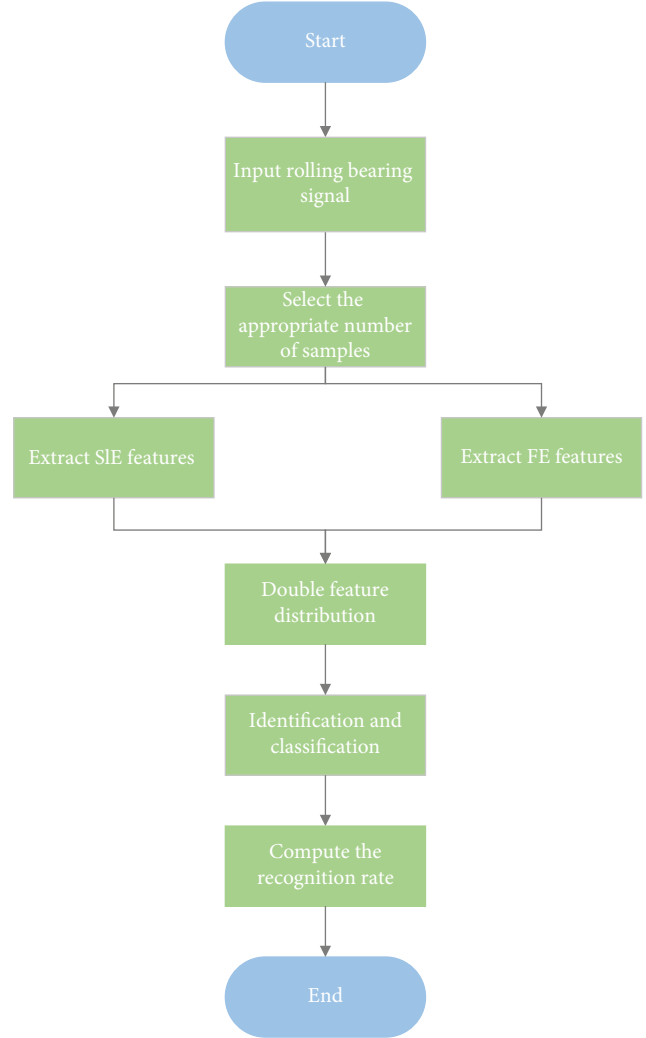 Start
Input rolling bearing
signal
Select the
appropriate number
of samples
Extract SlE features
Extract FE features
Double feature
distribution
Identification and
classification
Compute the
recognition rate
End